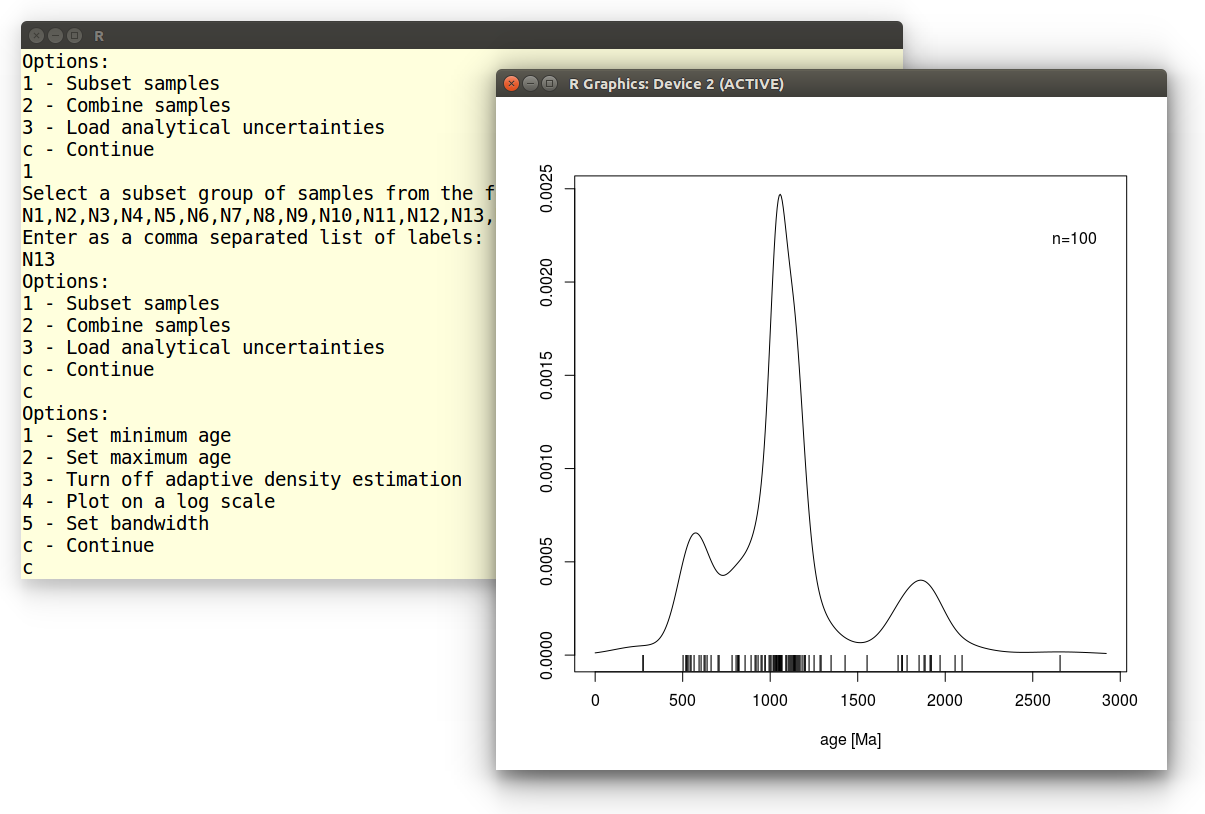 R
Options:
1 - Subset samples
2 - Combine samples
3 - Load analytical uncertainties
c - Continue
1
Select a subset group of samples from the f
N1,N2,N3,N4,N5,N6,N7,N8,N9,N10,N11,N12,N13,
Enter as a comma separated list of labels:
N13
Options:
1 - Subset samples
2 - Combine samples
3 - Load analytical uncertainties
c - Continue
c
Options:
1 - Set minimum age
2 - Set maximum age
3 - Turn off adaptive density estimation
4 - Plot on a log scale
5 - Set bandwidth
c - Continue
c
R Graphics: Device 2 (ACTIVE)
n=100
0.0025
0.0020
0.0015
0.0010
0.0005
0.0000
0 500 1000 1500 2000 2500 3000
age [Ma]